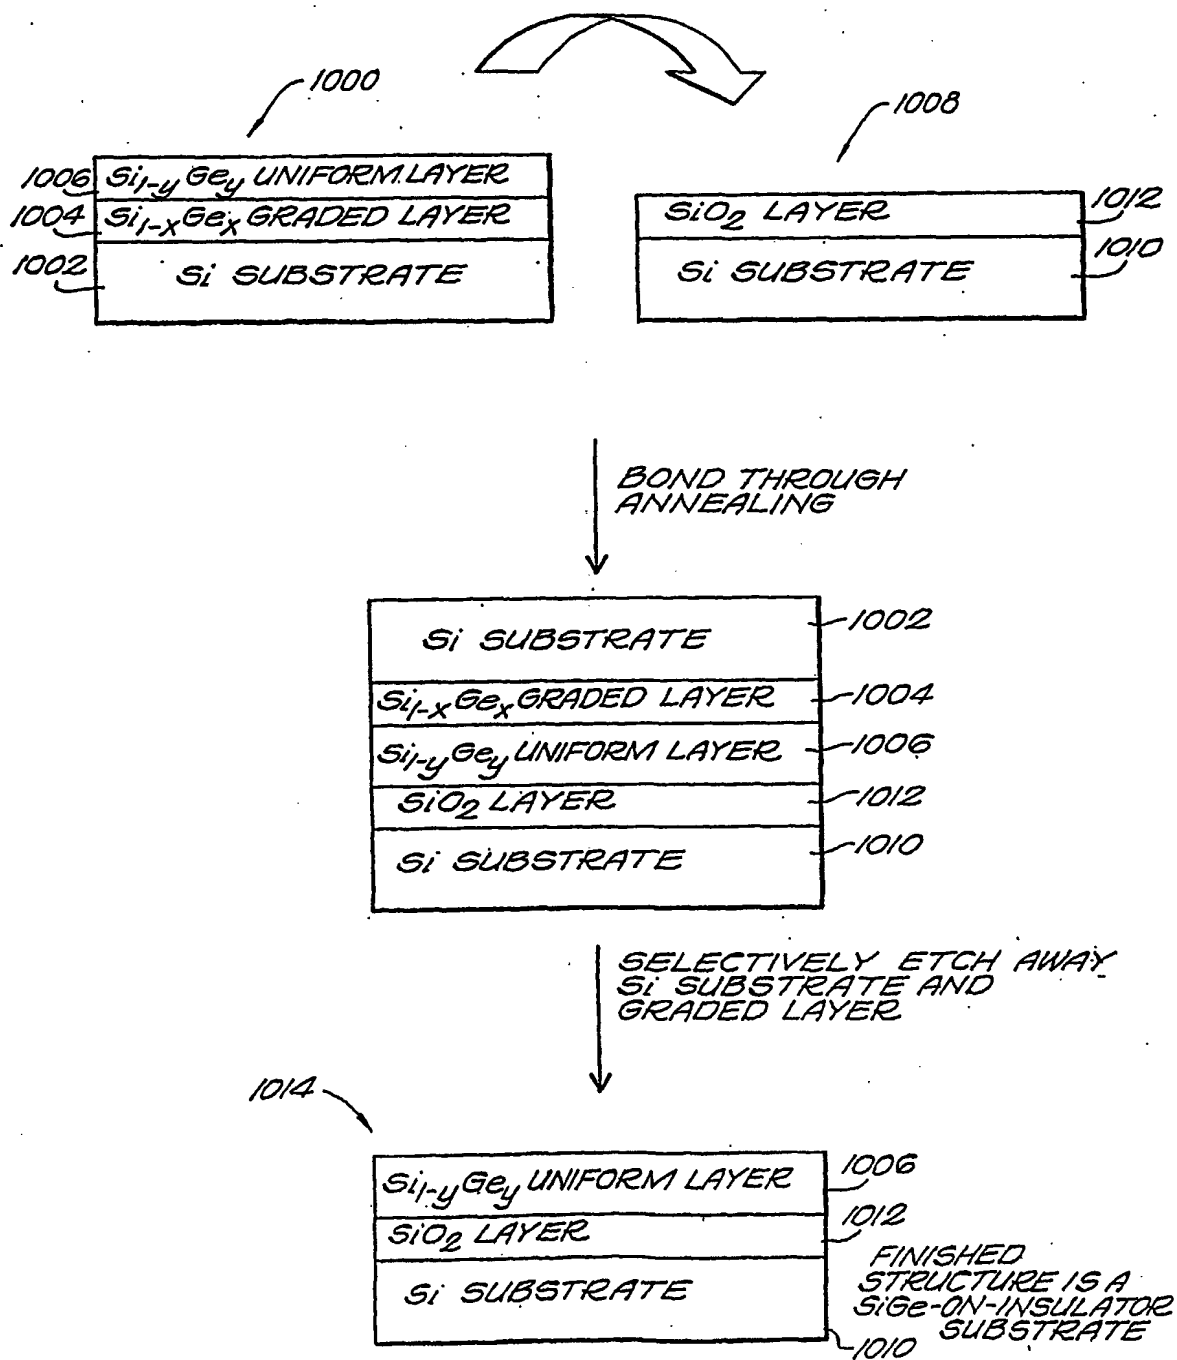 1000
1008
1006 Si1-yGey UNIFORM LAYER
1004 Si1-xGex GRADED LAYER
1002 Si SUBSTRATE
SiO2 LAYER 1012
Si SUBSTRATE 1010
BOND THROUGH
ANNEALING
Si SUBSTRATE 1002
Si1-xGex GRADED LAYER 1004
Si1-yGey UNIFORM LAYER 1006
SiO2 LAYER 1012
Si SUBSTRATE 1010
SELECTIVELY ETCH AWAY
Si SUBSTRATE AND
GRADED LAYER
1014
Si1-yGey UNIFORM LAYER 1006
SiO2 LAYER 1012
Si SUBSTRATE 1010
FINISHED
STRUCTURE IS A
SiGe-ON-INSULATOR
SUBSTRATE